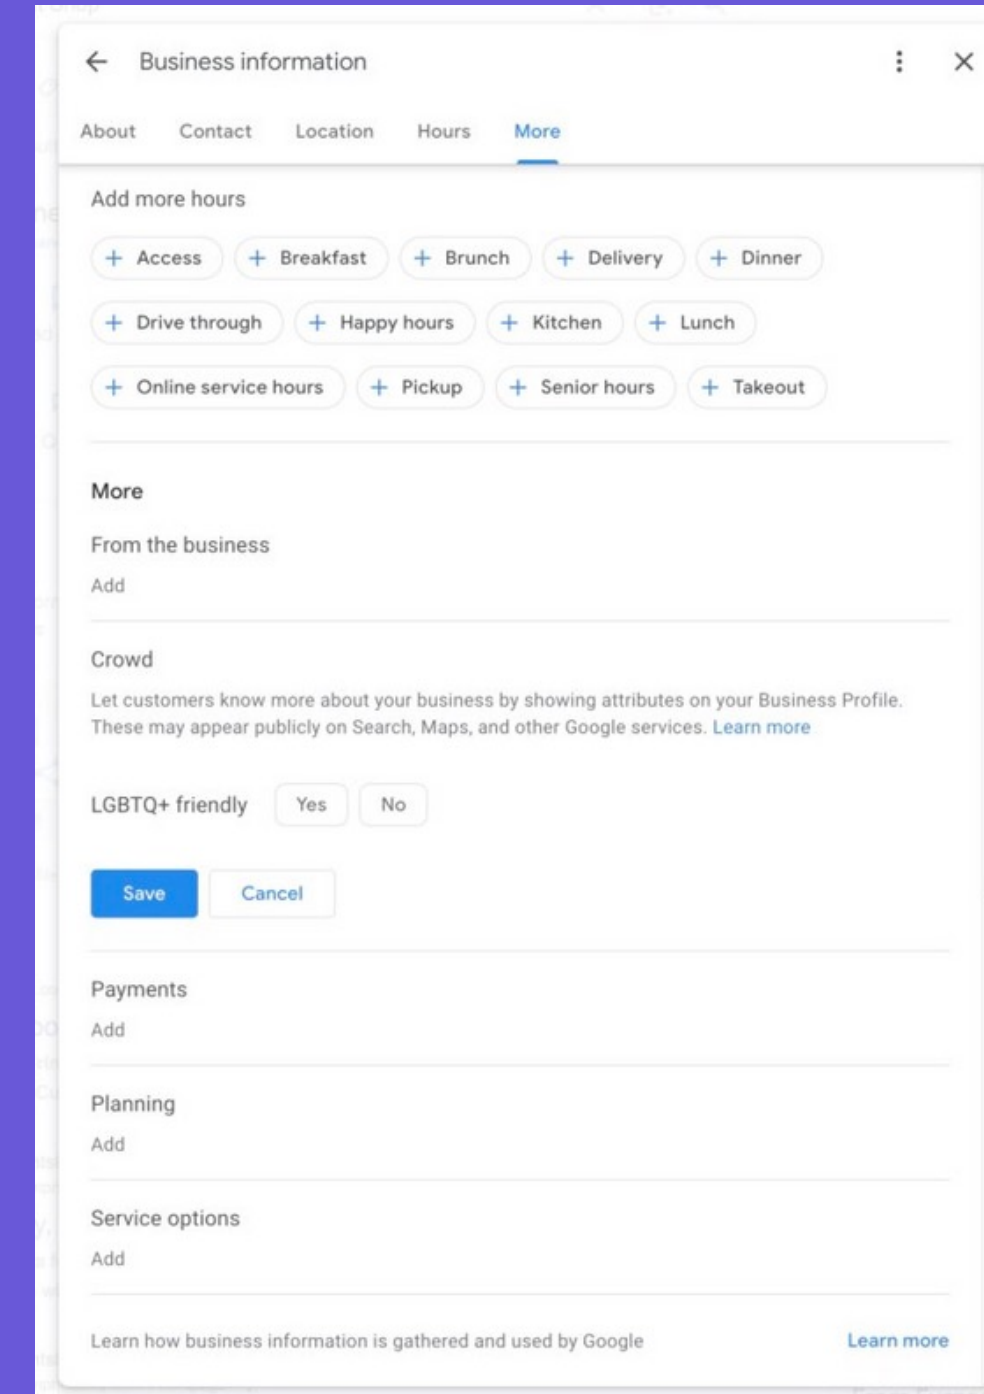 Business information
About Contact Location Hours More
Add more hours
+ Access + Breakfast + Brunch + Delivery + Dinner
+ Drive through + Happy hours + Kitchen + Lunch
+ Online service hours + Pickup + Senior hours + Takeout
More
From the business
Add
Crowd
Let customers know more about your business by showing attributes on your Business Profile.
These may appear publicly on Search, Maps, and other Google services. Learn more
LGBTQ+ friendly Yes No
Save Cancel
Payments
Add
Planning
Add
Service options
Add
Learn how business information is gathered and used by Google Learn more